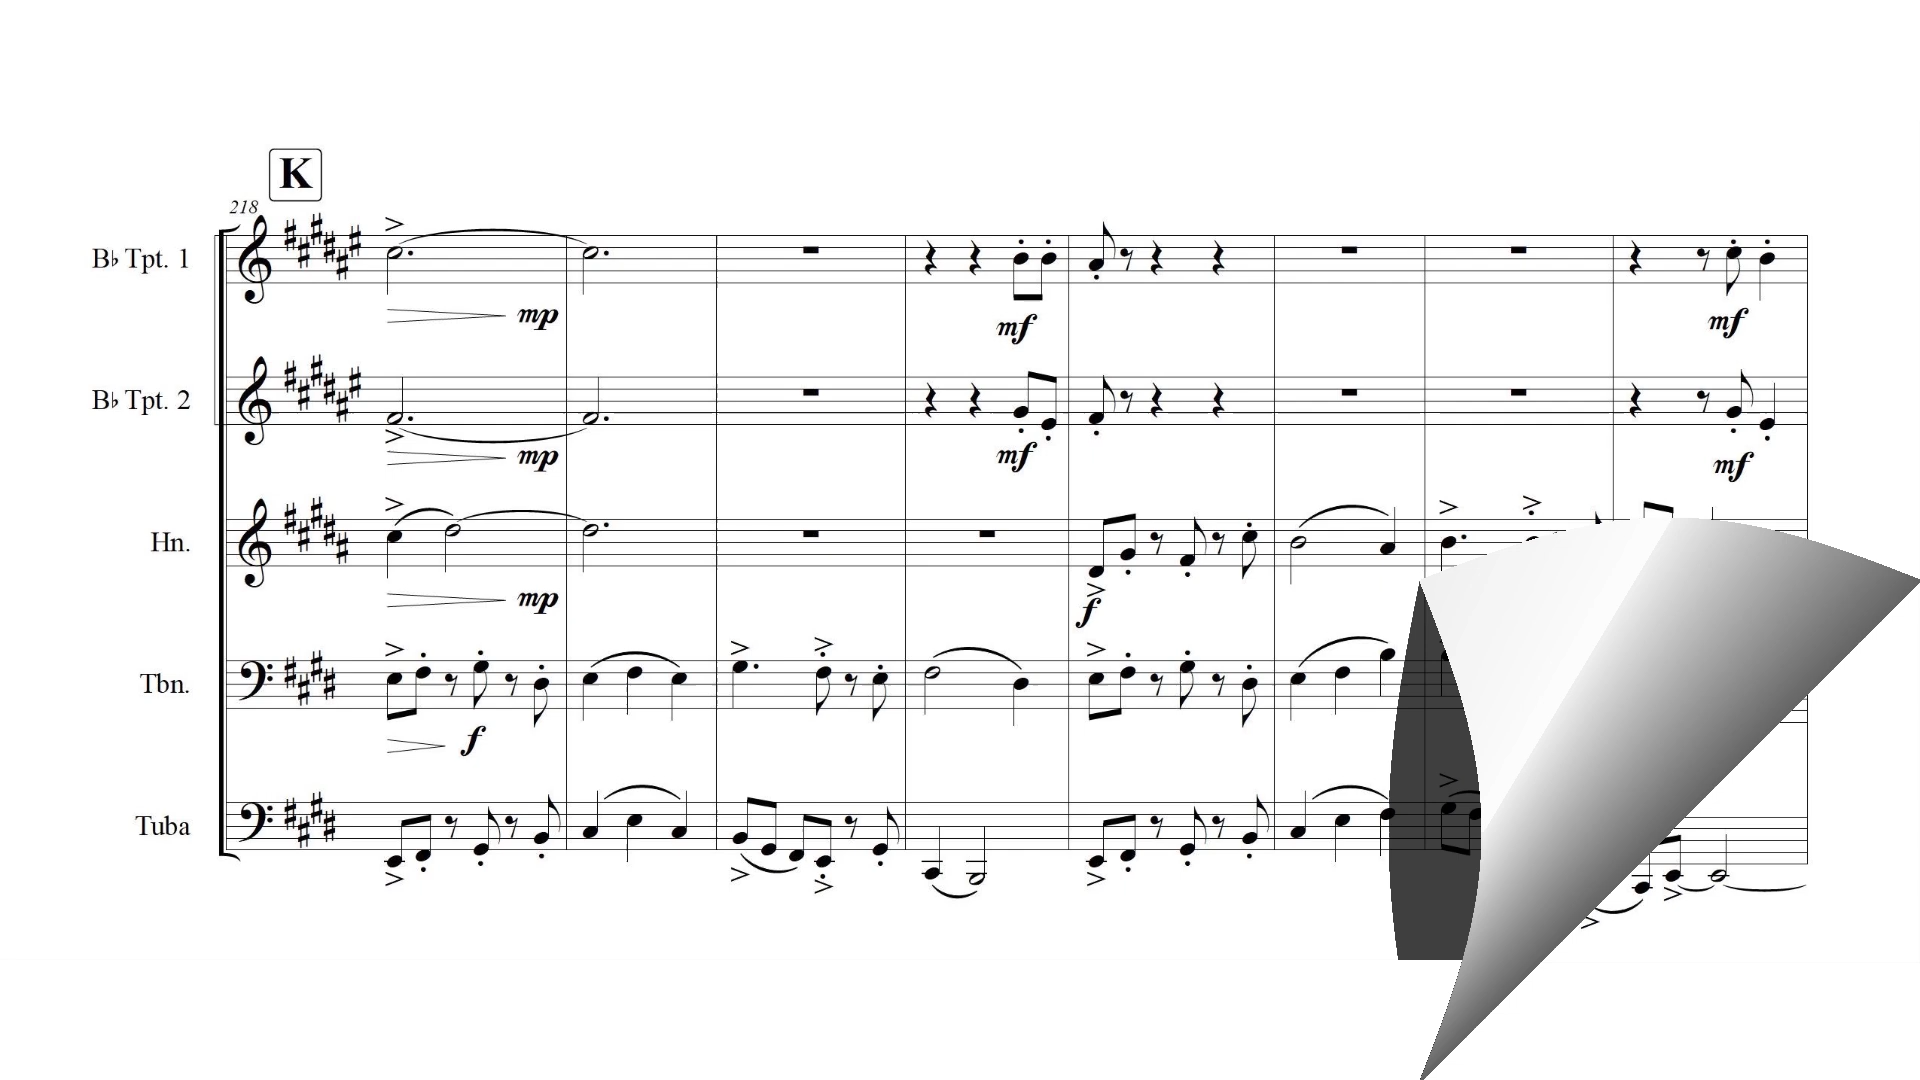 K
218
B♭ Tpt. 1
mp
mf
mf
B♭ Tpt. 2
mp
mf
mf
Hn.
mp
f
Tbn.
f
Tuba